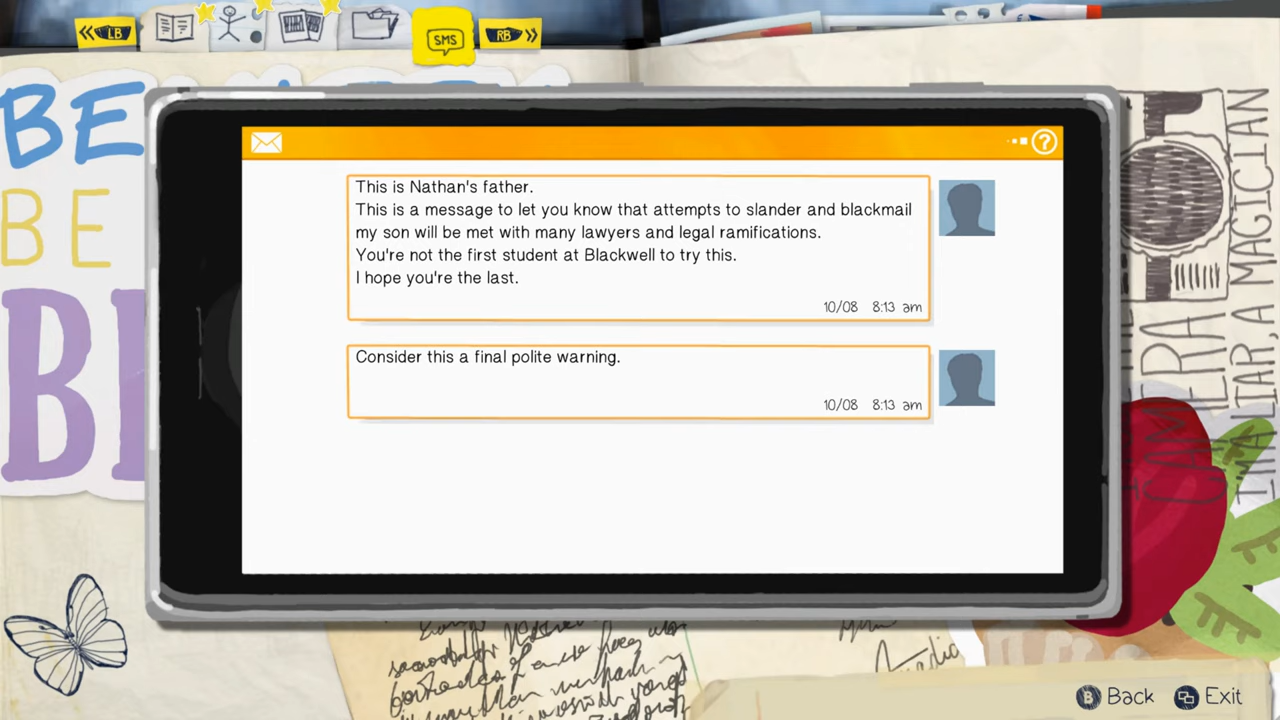 LB
SMS
RB
BE
BE
This is Nathan's father.
This is a message to let you know that attempts to slander and blackmail
my son will be met with many lawyers and legal ramifications.
You're not the first student at Blackwell to try this.
I hope you're the last.
10/08 8:13 am
Consider this a final polite warning.
10/08 8:13 am
?
CAMERA
I'M A LIAR, A MAGICIAN
B Back
Exit